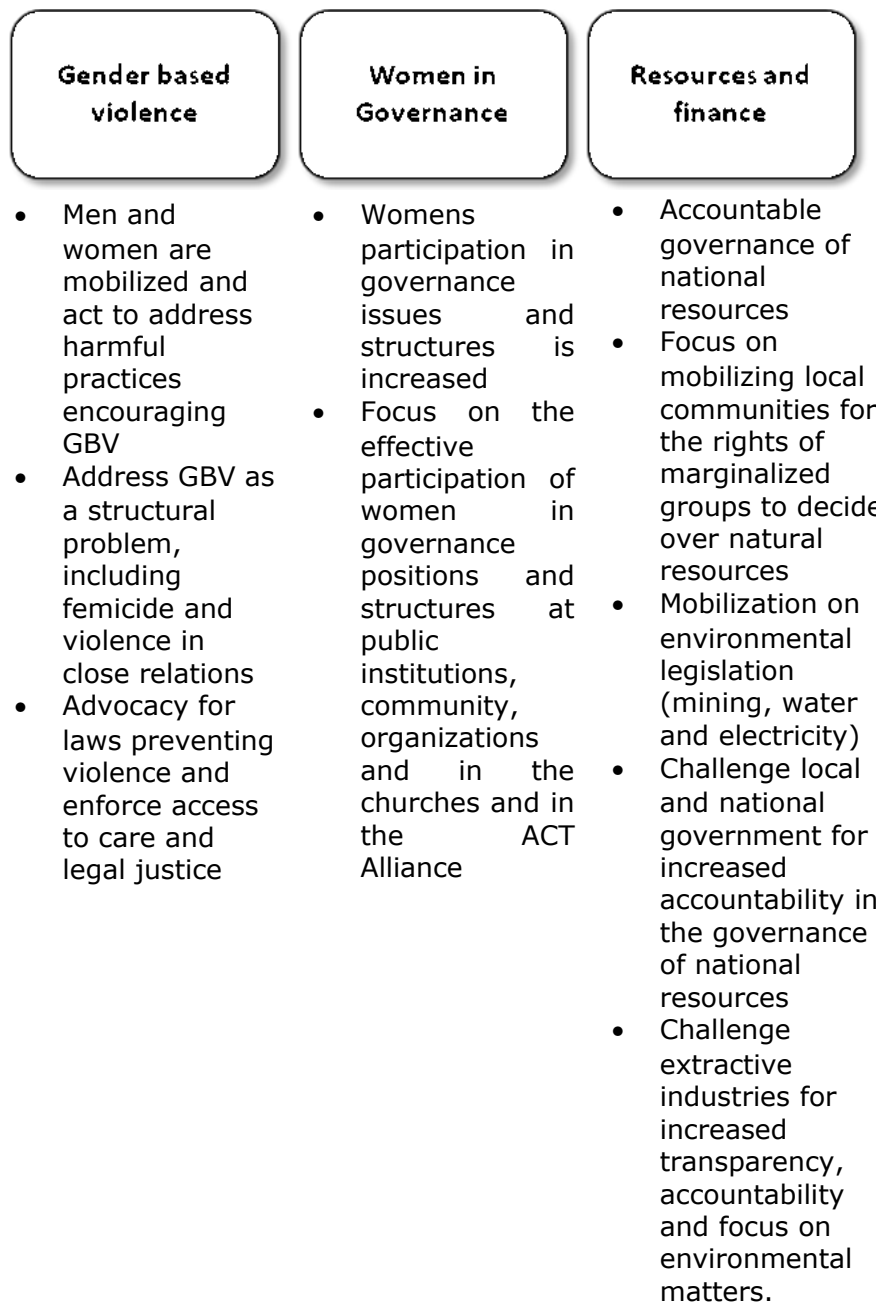 Gender based
violence
• Men and
women are
mobilized and
act to address
harmful
practices
encouraging
GBV
• Address GBV as
a structural
problem,
including
femicide and
violence in
close relations
• Advocacy for
laws preventing
violence and
enforce access
to care and
legal justice
Women in
Governance
• Womens
participation in
governance
issues and
structures is
increased
• Focus on the
effective
participation of
women in
governance
positions and
structures at
public
institutions,
community,
organizations
and in the
churches and in
the ACT
Alliance
Resources and
finance
• Accountable
governance of
national
resources
• Focus on
mobilizing local
communities for
the rights of
marginalized
groups to decide
over natural
resources
• Mobilization on
environmental
legislation
(mining, water
and electricity)
• Challenge local
and national
government for
increased
accountability in
the governance
of national
resources
• Challenge
extractive
industries for
increased
transparency,
accountability
and focus on
environmental
matters.